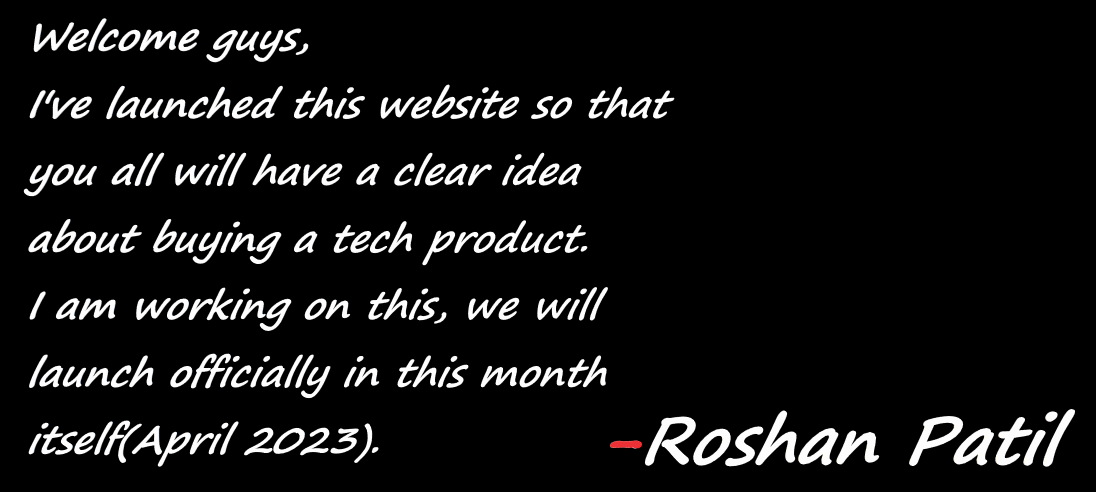 Welcome guys,
I've launched this website so that
you all will have a clear idea
about buying a tech product.
I am working on this, we will
launch officially in this month
itself(April 2023).
-Roshan Patil